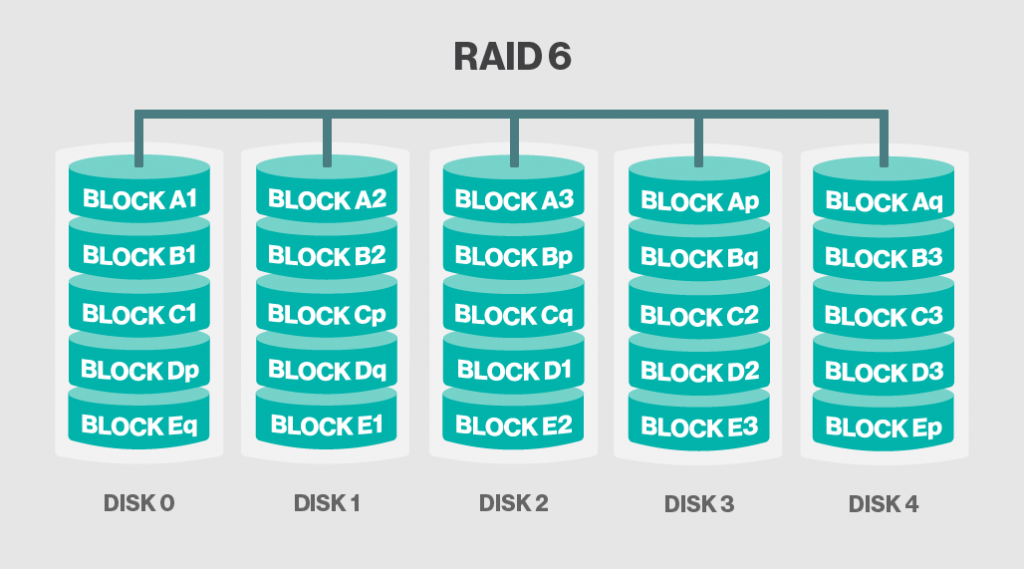 RAID 6
BLOCK A1 BLOCK A2 BLOCK A3 BLOCK Ap BLOCK Aq
BLOCK B1 BLOCK B2 BLOCK Bp BLOCK Bq BLOCK B3
BLOCK C1 BLOCK Cp BLOCK Cq BLOCK C2 BLOCK C3
BLOCK Dp BLOCK Dq BLOCK D1 BLOCK D2 BLOCK D3
BLOCK Eq BLOCK E1 BLOCK E2 BLOCK E3 BLOCK Ep
DISK 0 DISK 1 DISK 2 DISK 3 DISK 4